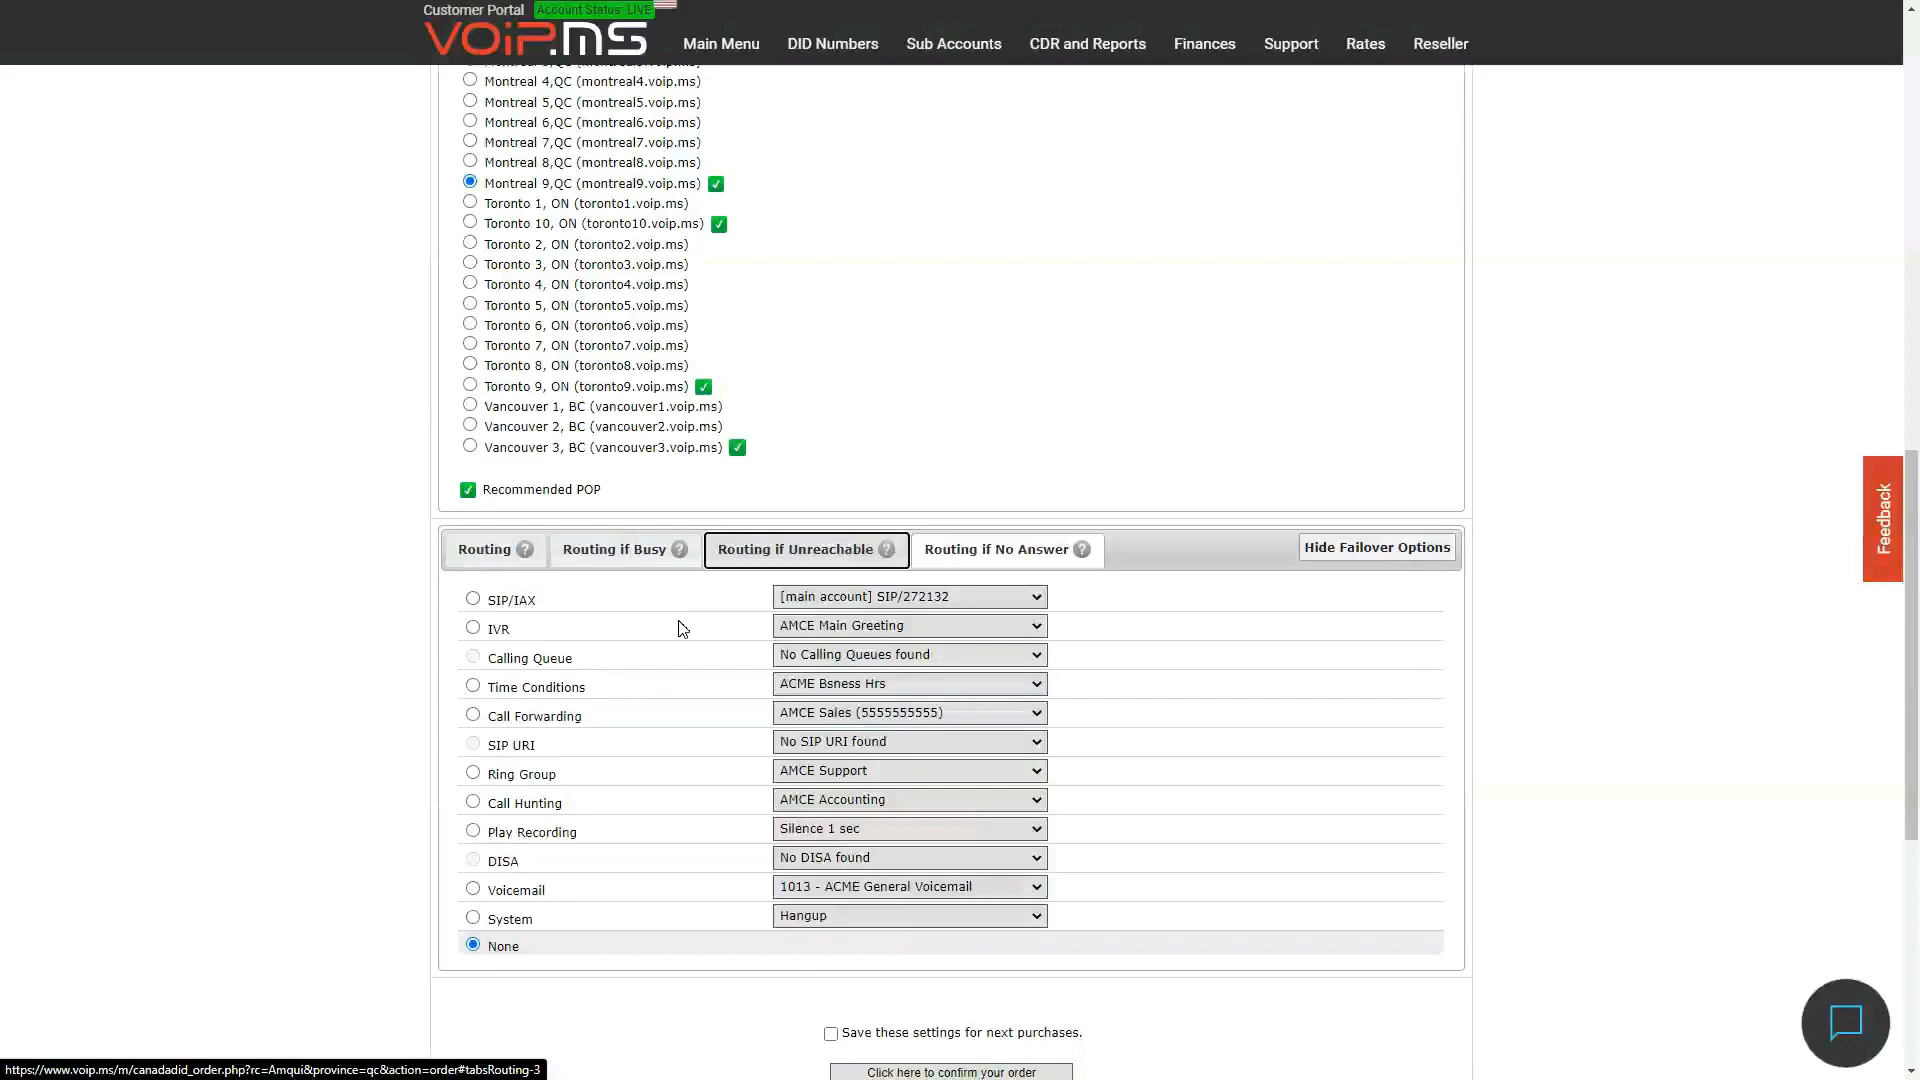 Customer Portal Account Status: LIVE
VOiP.MS
Main Menu DID Numbers Sub Accounts CDR and Reports Finances Support Rates Reseller
Montreal 4,QC (montreal4.voip.ms)
Montreal 5,QC (montreal5.voip.ms)
Montreal 6,QC (montreal6.voip.ms)
Montreal 7,QC (montreal7.voip.ms)
Montreal 8,QC (montreal8.voip.ms)
Montreal 9,QC (montreal9.voip.ms)
Toronto 1, ON (toronto1.voip.ms)
Toronto 10, ON (toronto10.voip.ms)
Toronto 2, ON (toronto2.voip.ms)
Toronto 3, ON (toronto3.voip.ms)
Toronto 4, ON (toronto4.voip.ms)
Toronto 5, ON (toronto5.voip.ms)
Toronto 6, ON (toronto6.voip.ms)
Toronto 7, ON (toronto7.voip.ms)
Toronto 8, ON (toronto8.voip.ms)
Toronto 9, ON (toronto9.voip.ms)
Vancouver 1, BC (vancouver1.voip.ms)
Vancouver 2, BC (vancouver2.voip.ms)
Vancouver 3, BC (vancouver3.voip.ms)
Recommended POP
Feedback
Routing ? Routing if Busy ? Routing if Unreachable ? Routing if No Answer ? Hide Failover Options
SIP/IAX [main account] SIP/272132
IVR AMCE Main Greeting
Calling Queue No Calling Queues found
Time Conditions ACME Bsness Hrs
Call Forwarding AMCE Sales (5555555555)
SIP URI No SIP URI found
Ring Group AMCE Support
Call Hunting AMCE Accounting
Play Recording Silence 1 sec
DISA No DISA found
Voicemail 1013 - ACME General Voicemail
System Hangup
None
Save these settings for next purchases.
Click here to confirm your order
https://www.voip.ms/m/canadadid_order.php?rc=Amqui&province=qc&action=order#tabsRouting-3